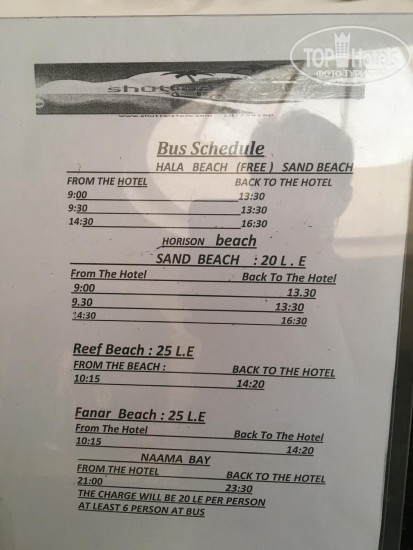 TOP Hotels
ФОТО-ТУРЫ
Bus Schedule
HALA BEACH (FREE) SAND BEACH
FROM THE HOTEL BACK TO THE HOTEL
9:00 13:30
9:30 13:30
14:30 16:30
HORISON beach
SAND BEACH : 20 L . E
From The Hotel Back To The Hotel
9:00 13.30
9.30 13:30
14:30 16:30
Reef Beach : 25 L.E
FROM THE BEACH : BACK TO THE HOTEL
10:15 14:20
Fanar Beach : 25 L.E
From The Hotel Back To The Hotel
10:15 14:20
NAAMA BAY
FROM THE HOTEL BACK TO THE HOTEL
21:00 23:30
THE CHARGE WILL BE 20 LE PER PERSON
AT LEAST 6 PERSON AT BUS